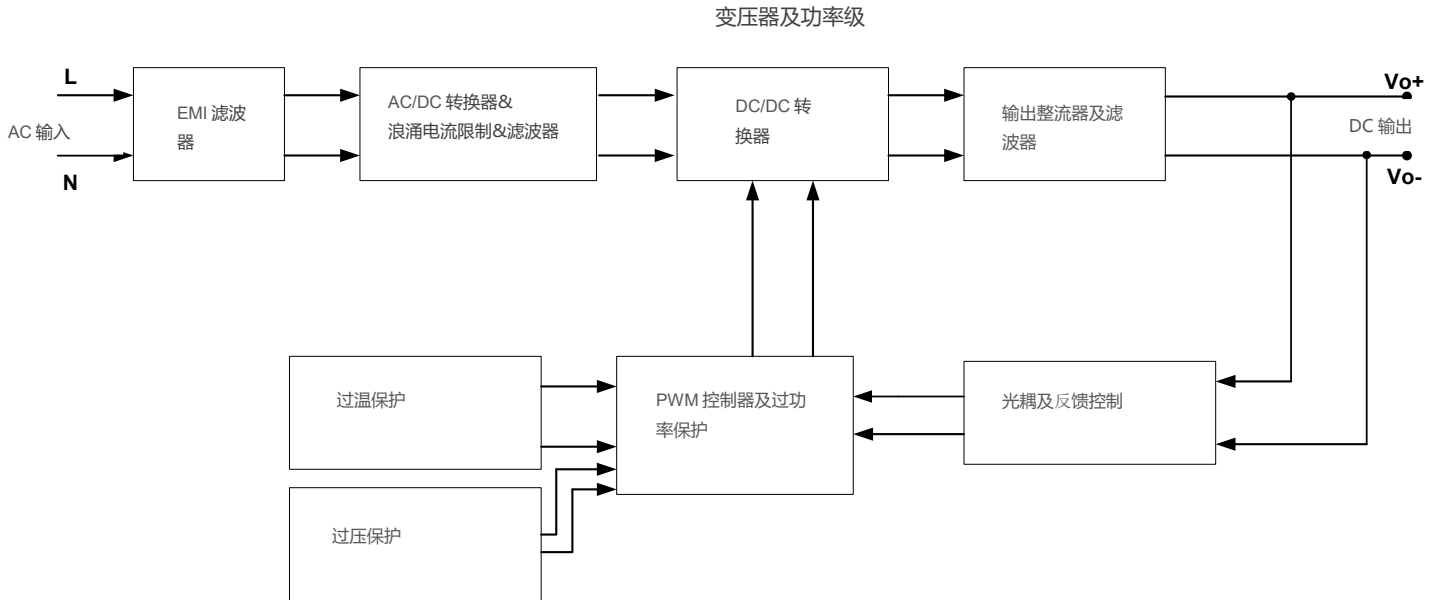 变压器及功率级
L
AC 输入
N
EMI 滤波
器
AC/DC 转换器&
浪涌电流限制&滤波器
DC/DC 转
换器
输出整流器及滤
波器
Vo+
DC 输出
Vo-
过温保护
PWM 控制器及过功
率保护
光耦及反馈控制
过压保护